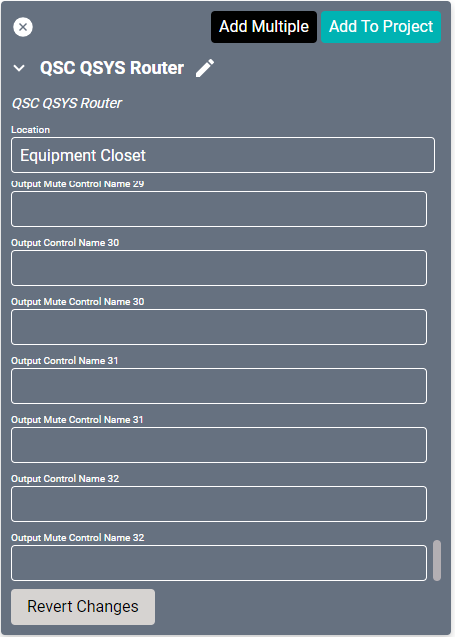 Add Multiple
Add To Project
QSC QSYS Router
QSC QSYS Router
Location
Equipment Closet
Output Mute Control Name 29
Output Control Name 30
Output Mute Control Name 30
Output Control Name 31
Output Mute Control Name 31
Output Control Name 32
Output Mute Control Name 32
Revert Changes